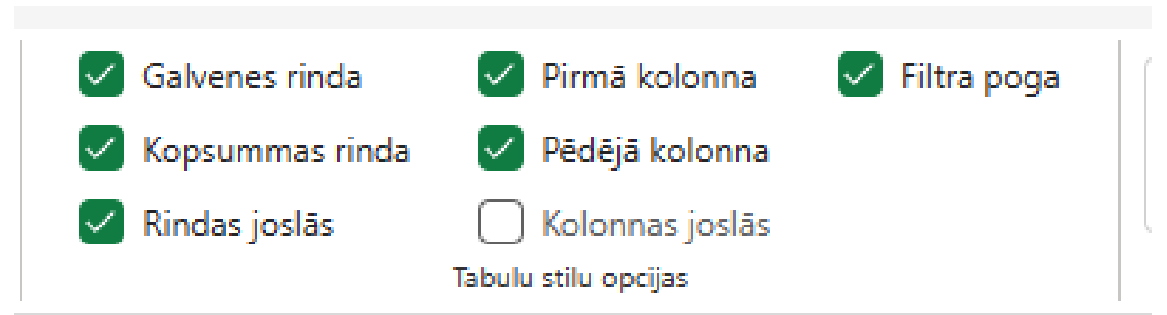 Galvenes rinda Pirmā kolonna Filtra poga
Kopsummas rinda Pēdējā kolonna
Rindas joslās Kolonnas joslās
Tabulu stilu opcijas